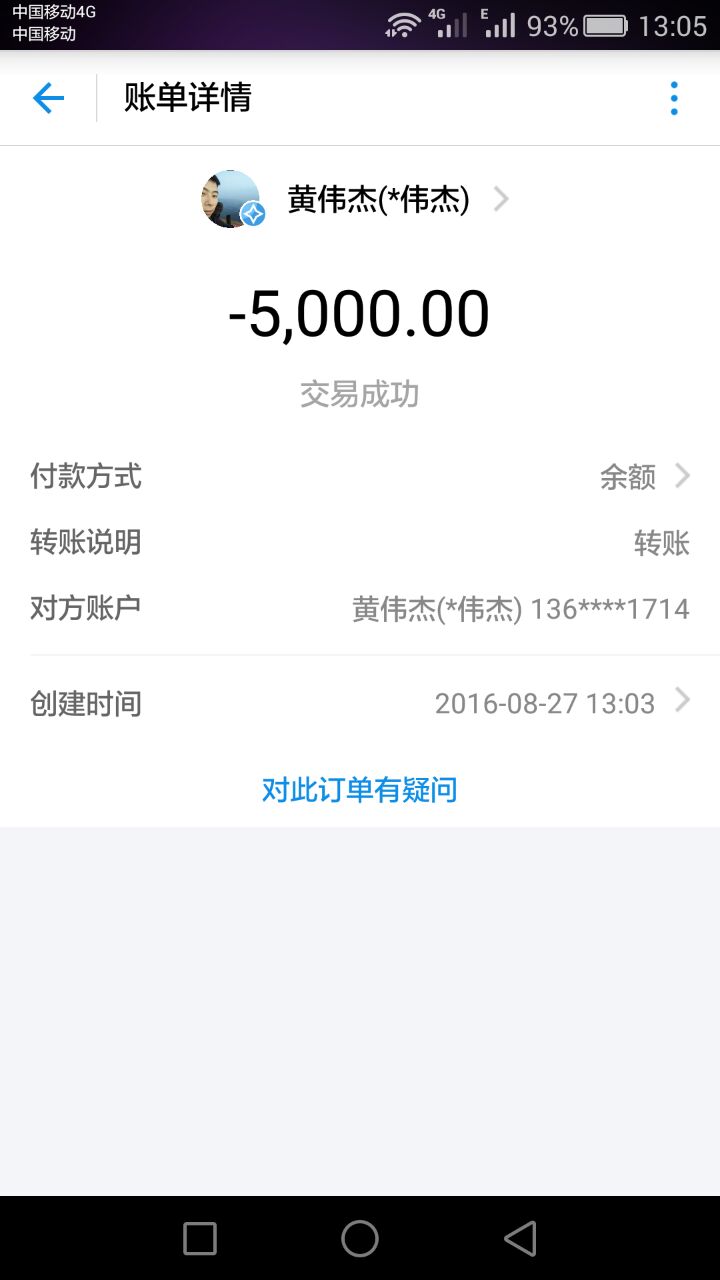 中国移动4G
中国移动
4G E 93% 13:05
账单详情
黄伟杰(*伟杰)
-5,000.00
交易成功
付款方式 余额
转账说明 转账
对方账户 黄伟杰(*伟杰) 136****1714
创建时间 2016-08-27 13:03
对此订单有疑问